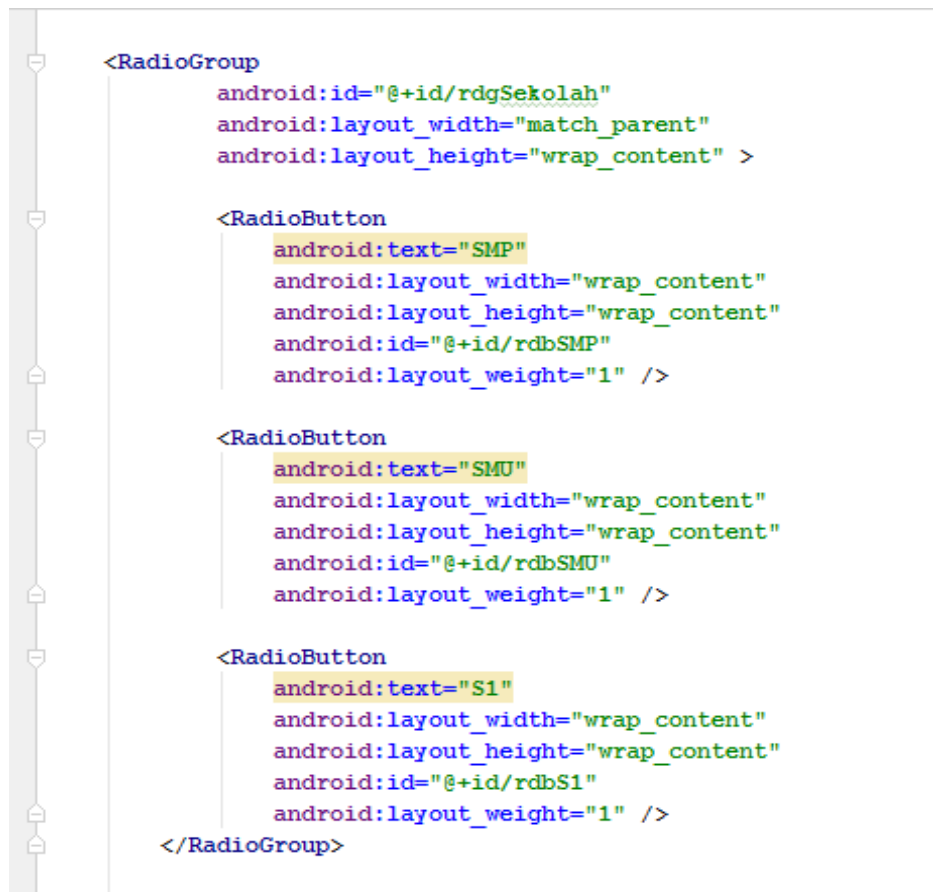 <RadioGroup
android:id="@+id/rdgSekolah"
android:layout_width="match_parent"
android:layout_height="wrap_content" >
<RadioButton
android:text="SMP"
android:layout_width="wrap_content"
android:layout_height="wrap_content"
android:id="@+id/rdbSMP"
android:layout_weight="1" />
<RadioButton
android:text="SMU"
android:layout_width="wrap_content"
android:layout_height="wrap_content"
android:id="@+id/rdbSMU"
android:layout_weight="1" />
<RadioButton
android:text="S1"
android:layout_width="wrap_content"
android:layout_height="wrap_content"
android:id="@+id/rdbS1"
android:layout_weight="1" />
</RadioGroup>